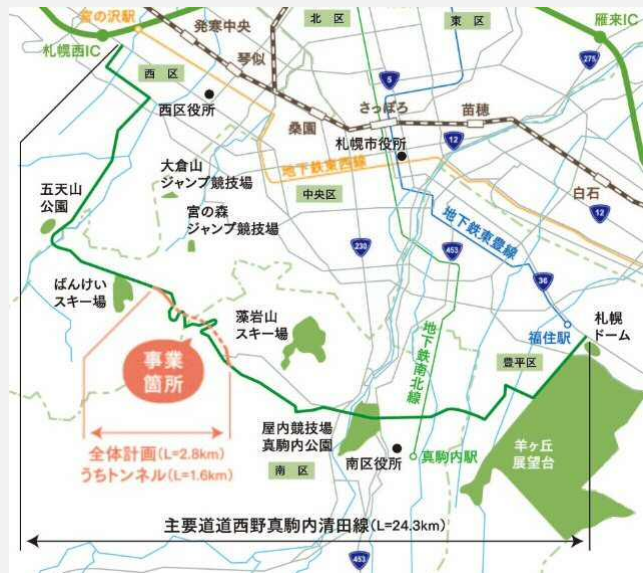 宮の沢駅
発寒中央
北区
東区
雁来IC
札幌西IC
西区
琴似
5
275
西区役所
さっぽろ
苗穂
桑園
札幌市役所
12
大倉山
ジャンプ競技場
地下鉄東西線
五天山
公園
中央区
白石
宮の森
ジャンプ競技場
地下鉄東豊線
12
230
453
36
ばんけい
スキー場
藻岩山
スキー場
札幌
ドーム
地下鉄南北線
福住駅
事業
箇所
豊平区
屋内競技場
真駒内公園
羊ヶ丘
展望台
全体計画(L=2.8km)
うちトンネル(L=1.6km)
南区
南区役所
真駒内駅
主要道道西野真駒内清田線(L=24.3km)
453